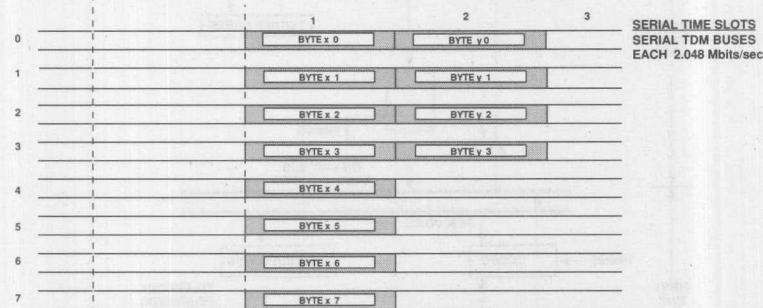 1 2 3
SERIAL TIME SLOTS
0 BYTE x 0 BYTE y 0 SERIAL TDM BUSES
EACH 2.048 Mbits/sec
1 BYTE x 1 BYTE y 1
2 BYTE x 2 BYTE y 2
3 BYTE x 3 BYTE y 3
4 BYTE x 4
5 BYTE x 5
6 BYTE x 6
7 BYTE x 7